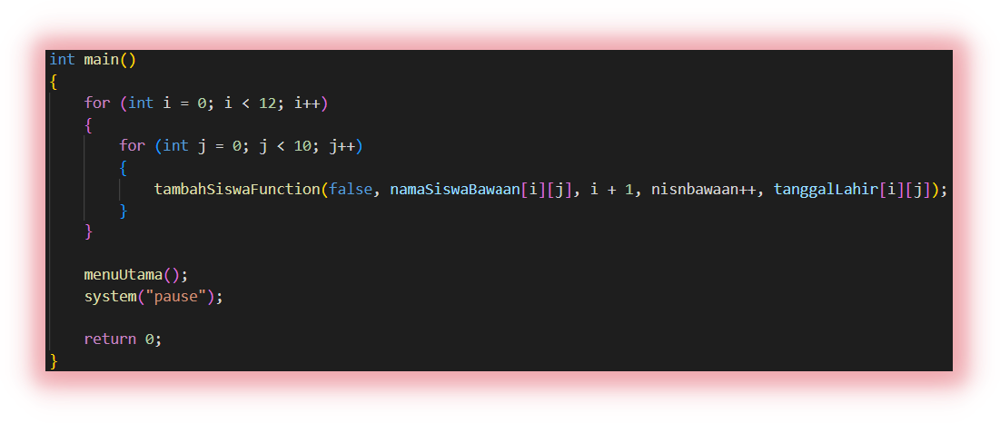 int main()
{
for (int i = 0; i < 12; i++)
{
for (int j = 0; j < 10; j++)
{
tambahSiswaFunction(false, namaSiswaBawaan[i][j], i + 1, nisnbawaan++, tanggalLahir[i][j]);
}
}
menuUtama();
system("pause");
return 0;
}